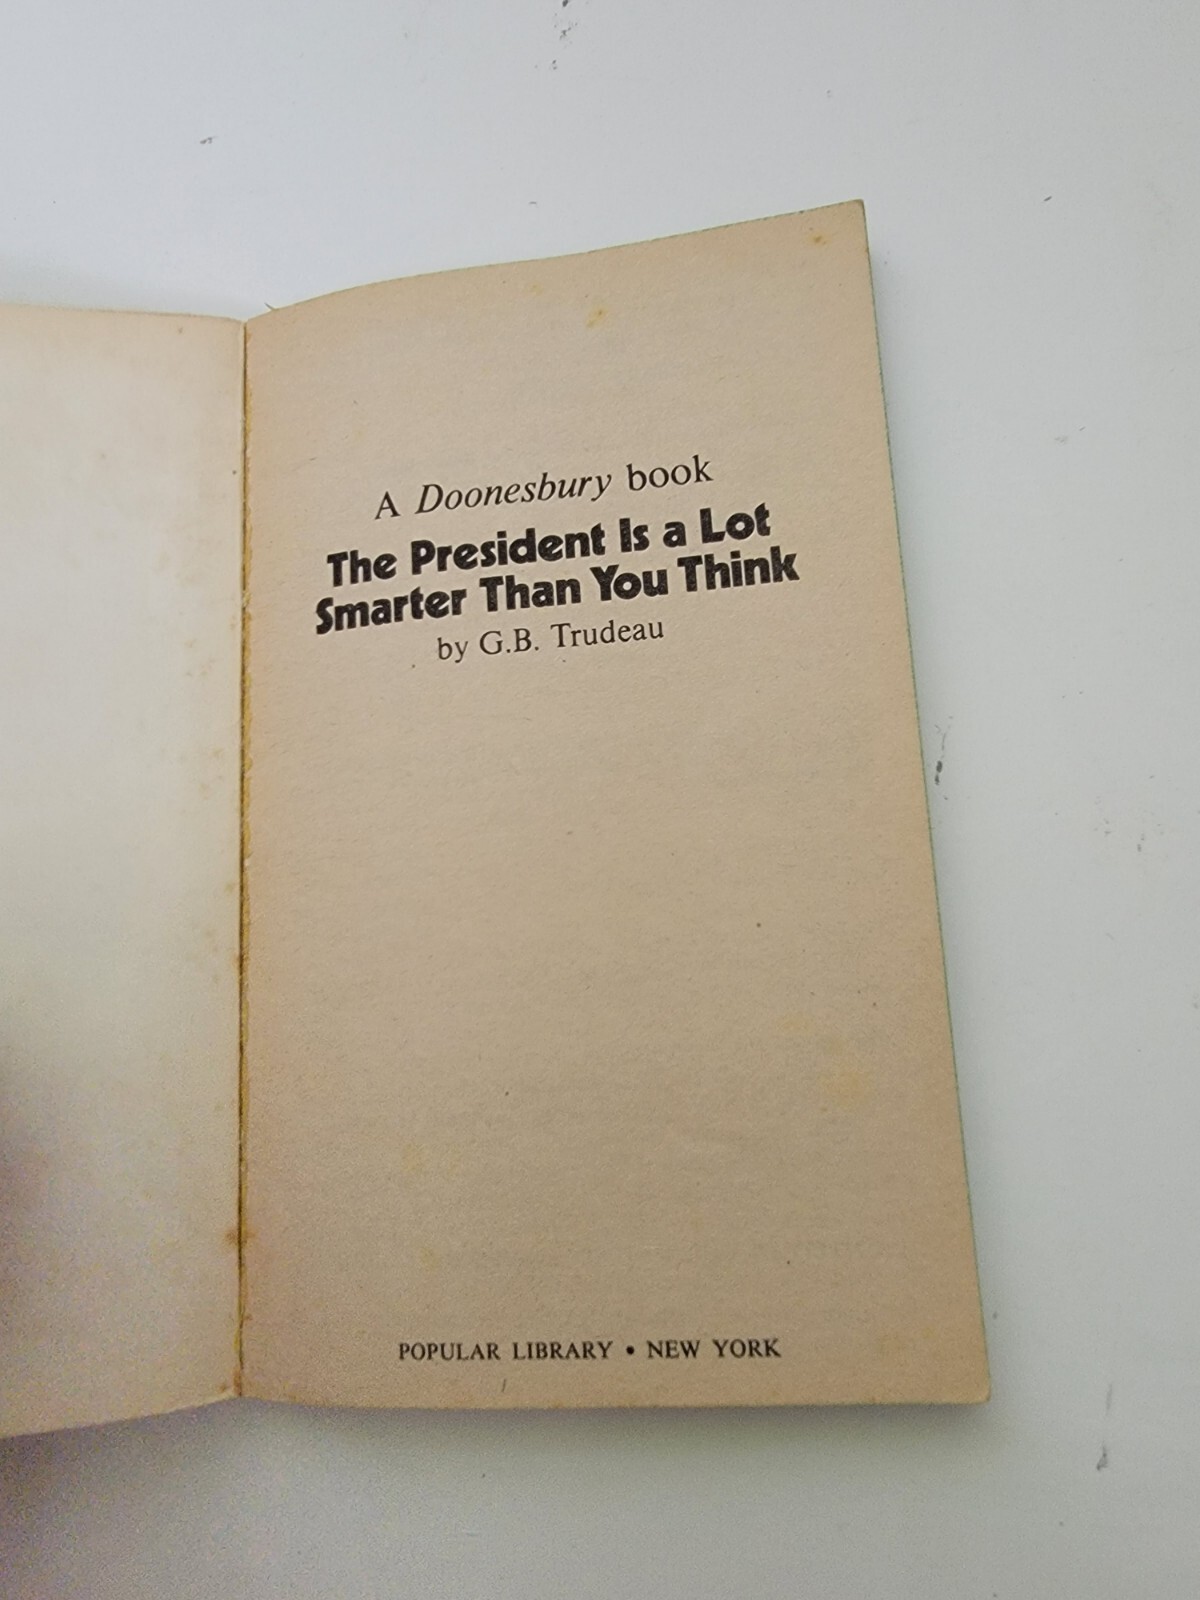 A Doonesbury book
The President Is a Lot
Smarter Than You Think
by G.B. Trudeau
POPULAR LIBRARY • NEW YORK